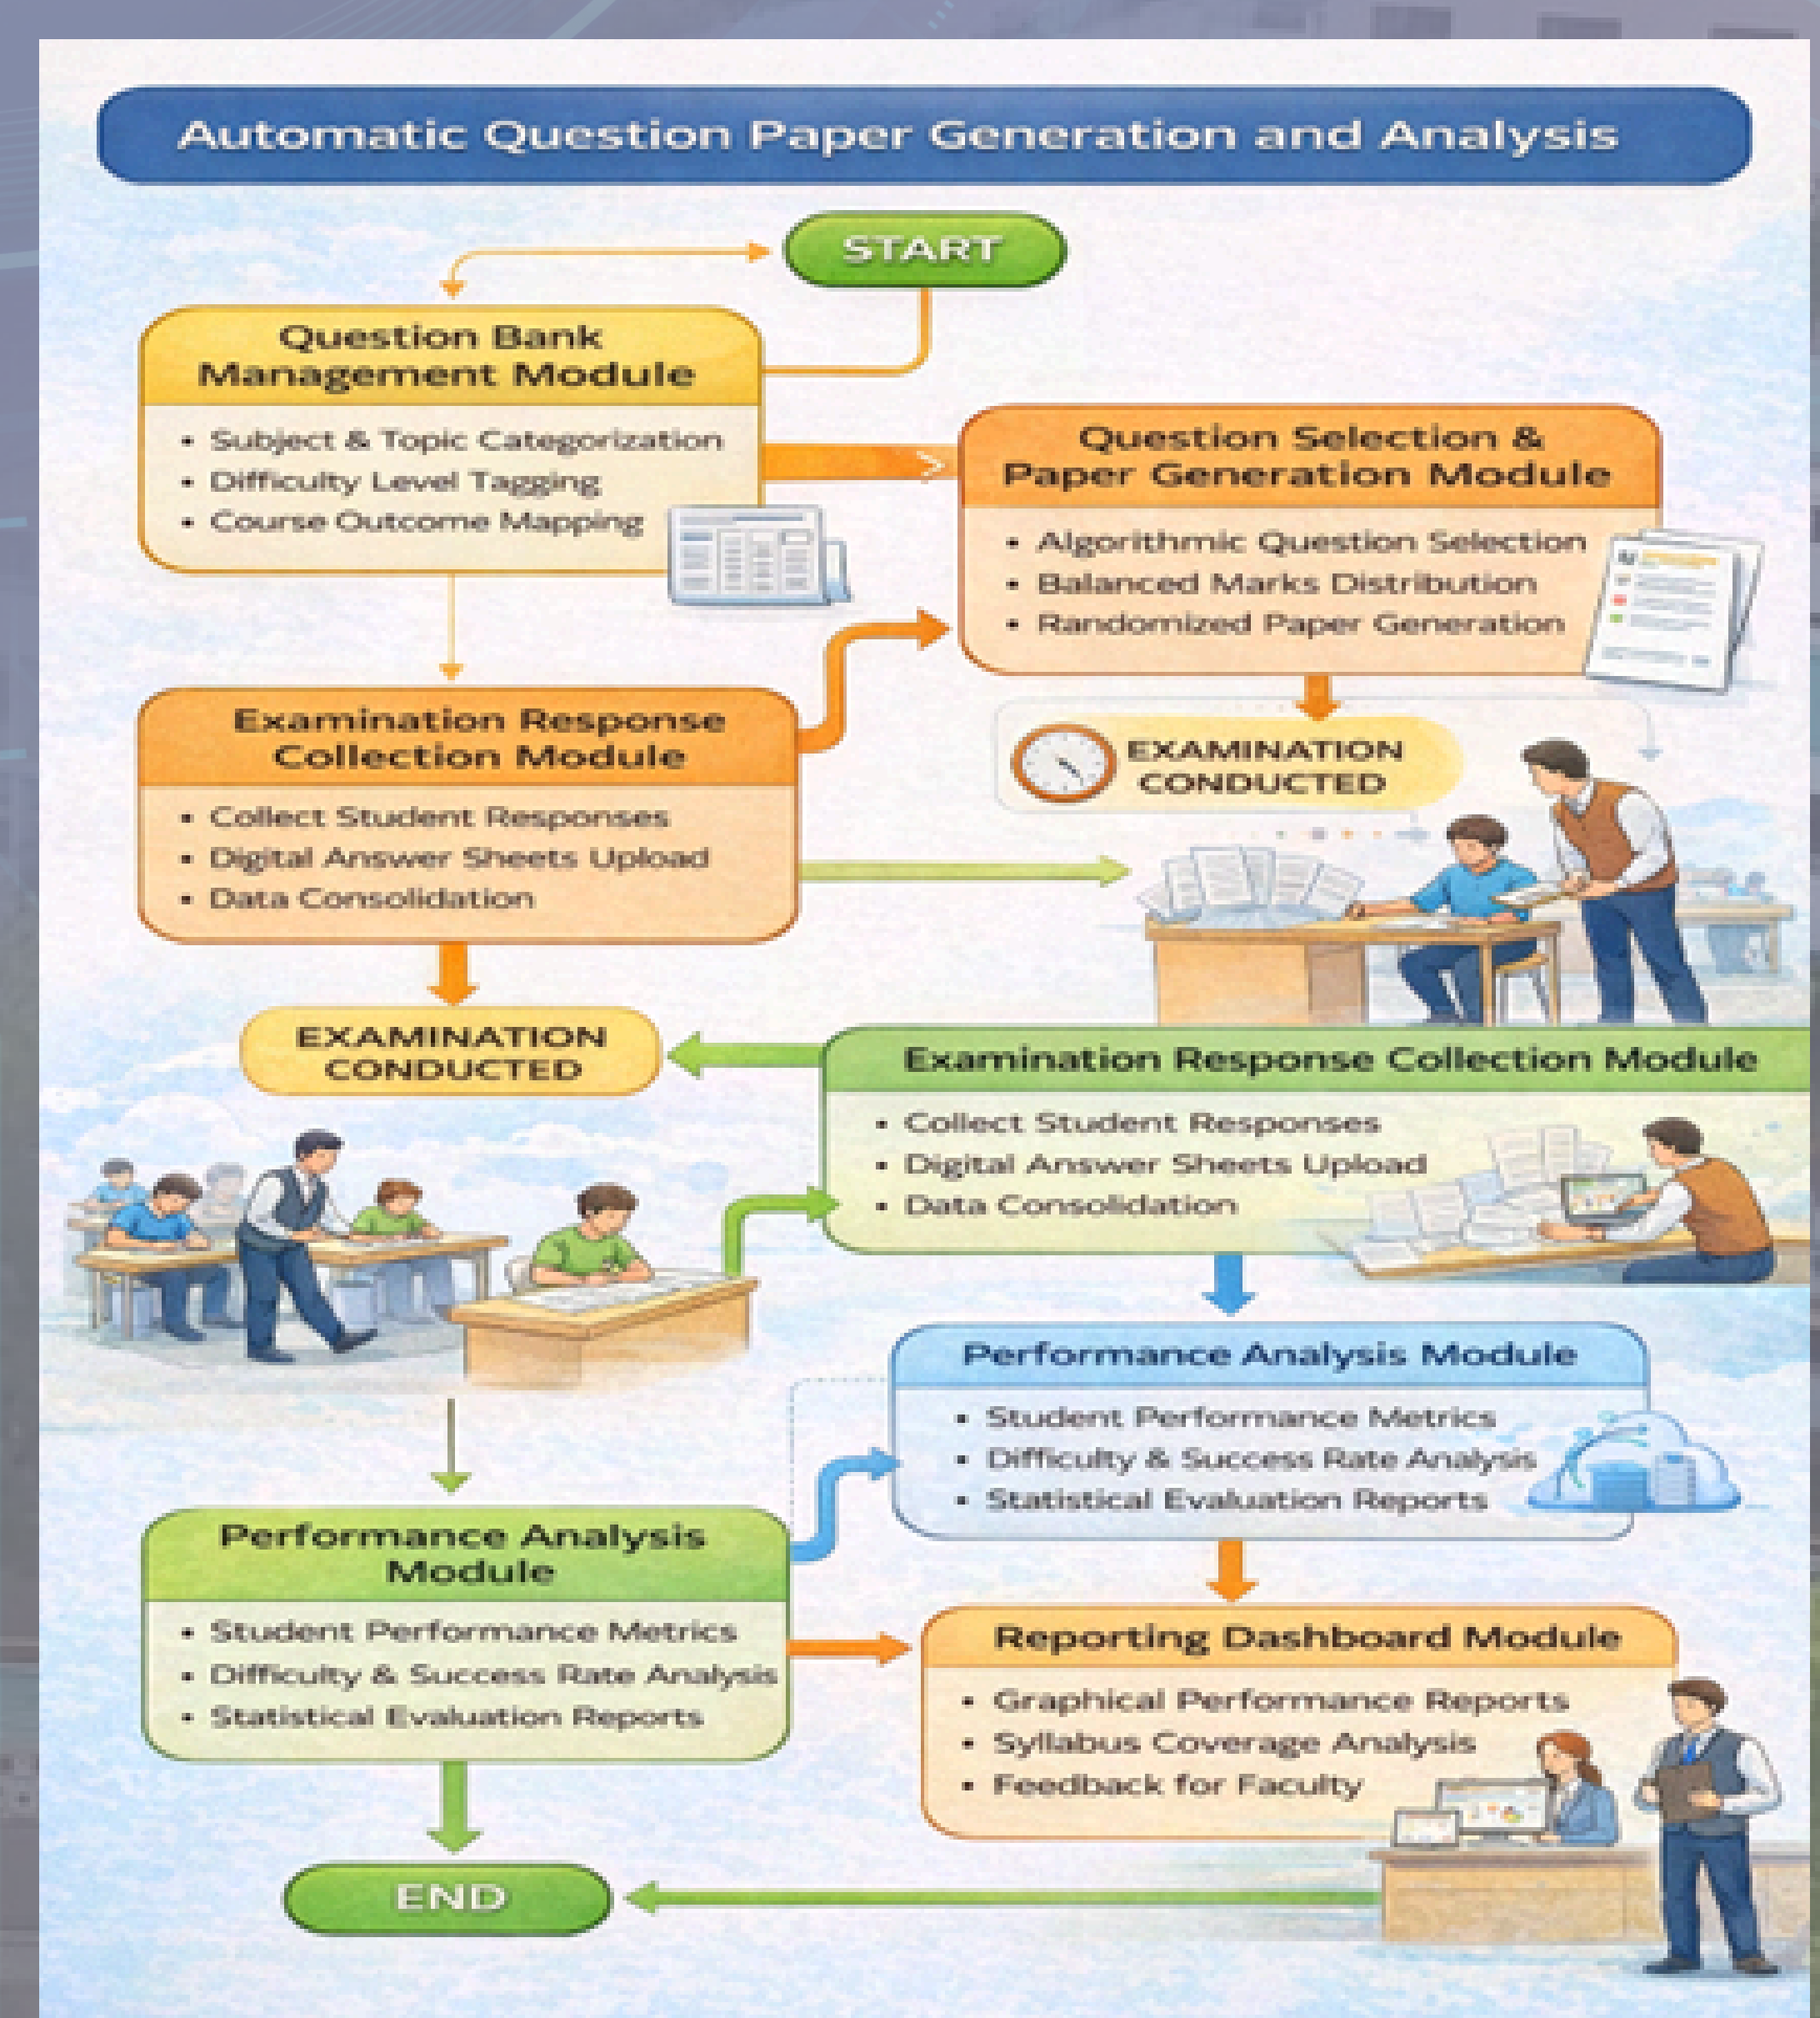 Automatic Question Paper Generation and Analysis
START
Question Bank
Management Module
• Subject & Topic Categorization
• Difficulty Level Tagging
• Course Outcome Mapping
Question Selection &
Paper Generation Module
• Algorithmic Question Selection
• Balanced Marks Distribution
• Randomized Paper Generation
Examination Response
Collection Module
• Collect Student Responses
• Digital Answer Sheets Upload
• Data Consolidation
EXAMINATION
CONDUCTED
EXAMINATION
CONDUCTED
Examination Response Collection Module
• Collect Student Responses
• Digital Answer Sheets Upload
• Data Consolidation
Performance Analysis Module
• Student Performance Metrics
• Difficulty & Success Rate Analysis
• Statistical Evaluation Reports
Performance Analysis
Module
• Student Performance Metrics
• Difficulty & Success Rate Analysis
• Statistical Evaluation Reports
Reporting Dashboard Module
• Graphical Performance Reports
• Syllabus Coverage Analysis
• Feedback for Faculty
END